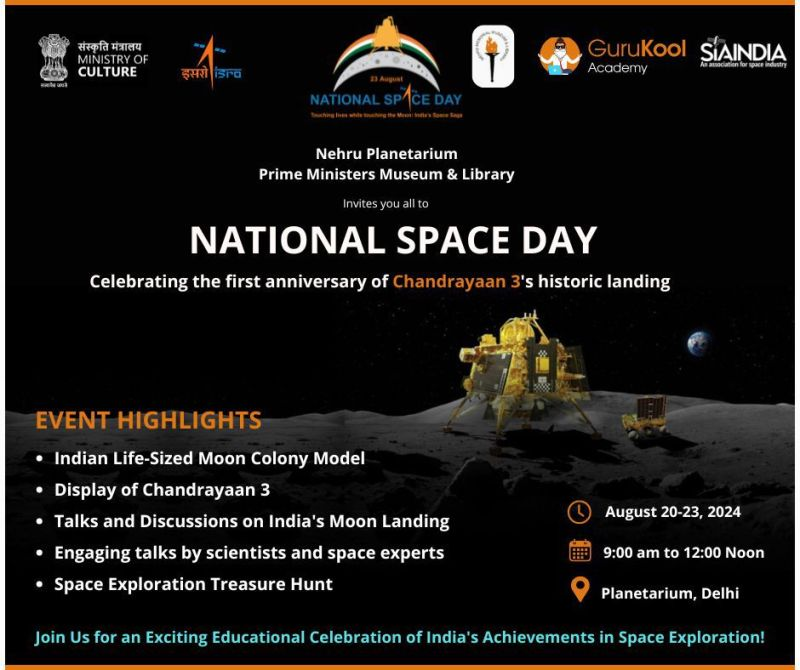 संस्कृति मंत्रालय
MINISTRY OF
CULTURE
सत्यमेव जयते
इसरो isro
23 August
NATIONAL SPACE DAY
Touching lives while touching the Moon: India's Space Saga
GuruKool
Academy
SIAINDIA
An association for space industry
Nehru Planetarium
Prime Ministers Museum & Library
Invites you all to
NATIONAL SPACE DAY
Celebrating the first anniversary of Chandrayaan 3's historic landing
EVENT HIGHLIGHTS
• Indian Life-Sized Moon Colony Model
• Display of Chandrayaan 3
• Talks and Discussions on India's Moon Landing
• Engaging talks by scientists and space experts
• Space Exploration Treasure Hunt
August 20-23, 2024
9:00 am to 12:00 Noon
Planetarium, Delhi
Join Us for an Exciting Educational Celebration of India's Achievements in Space Exploration!